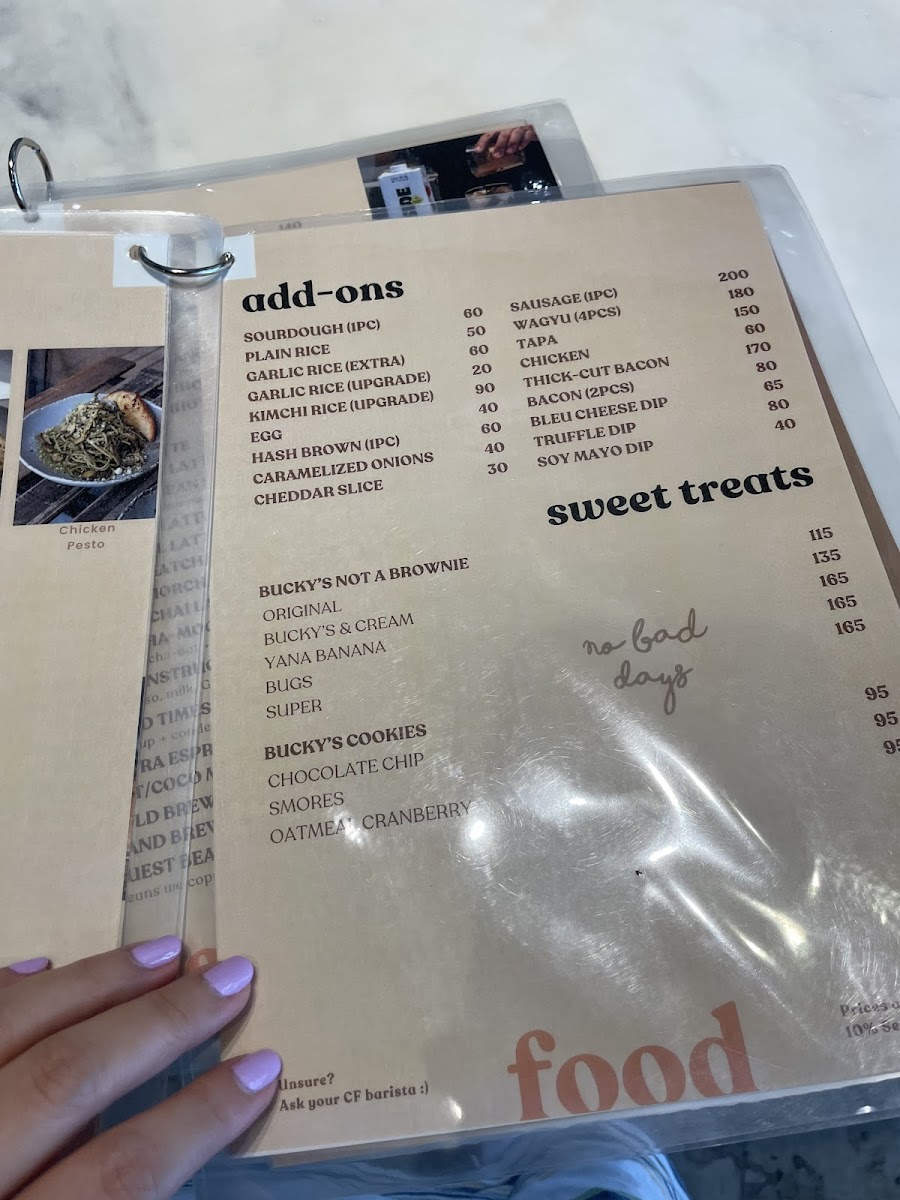 140
add-ons
SOURDOUGH (1PC) 60
PLAIN RICE 50
GARLIC RICE (EXTRA) 60
GARLIC RICE (UPGRADE) 20
KIMCHI RICE (UPGRADE) 90
EGG 40
HASH BROWN (1PC) 60
CARAMELIZED ONIONS 40
CHEDDAR SLICE 30
SAUSAGE (1PC) 200
WAGYU (4PCS) 180
TAPA 150
CHICKEN 60
THICK-CUT BACON 170
BACON (2PCS) 80
BLEU CHEESE DIP 65
TRUFFLE DIP 80
SOY MAYO DIP 40
sweet treats
BUCKY'S NOT A BROWNIE
ORIGINAL 115
BUCKY'S & CREAM 135
YANA BANANA 165
BUGS 165
SUPER 165
no bad
days
BUCKY'S COOKIES
CHOCOLATE CHIP 95
SMORES 95
OATMEAL CRANBERRY 95
Chicken
Pesto
Unsure?
Ask your CF barista :)
food
Prices
10%